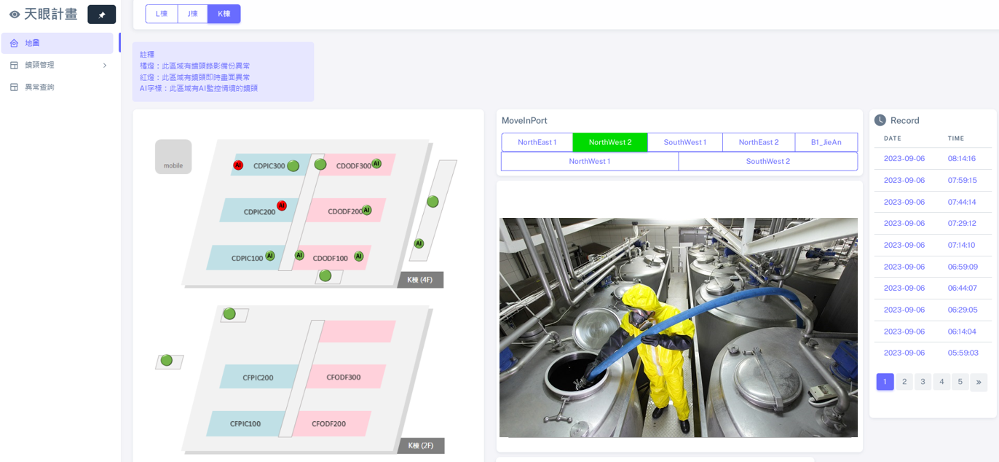 天眼計畫
L棟
J棟
K棟
地圖
鏡頭管理
異常查詢
註釋
橘燈：此區域有鏡頭錄影備份異常
紅燈：此區域有鏡頭即時畫面異常
AI字樣：此區域有AI監控情境的鏡頭
mobile
AI
CDPIC300
CDODF300
AI
CDPIC200
AI
CDODF200
AI
AI
CDPIC100
AI
AI
CDODF100
AI
K棟 (4F)
CFPIC200
CFODF300
CFPIC100
CFODF200
K棟 (2F)
MoveInPort
NorthEast 1
NorthWest 2
SouthWest 1
NorthEast 2
B1_JieAn
NorthWest 1
SouthWest 2
Record
DATE TIME
2023-09-06 08:14:16
2023-09-06 07:59:15
2023-09-06 07:44:14
2023-09-06 07:29:12
2023-09-06 07:14:10
2023-09-06 06:59:09
2023-09-06 06:44:07
2023-09-06 06:29:05
2023-09-06 06:14:04
2023-09-06 05:59:03
1 2 3 4 5 »